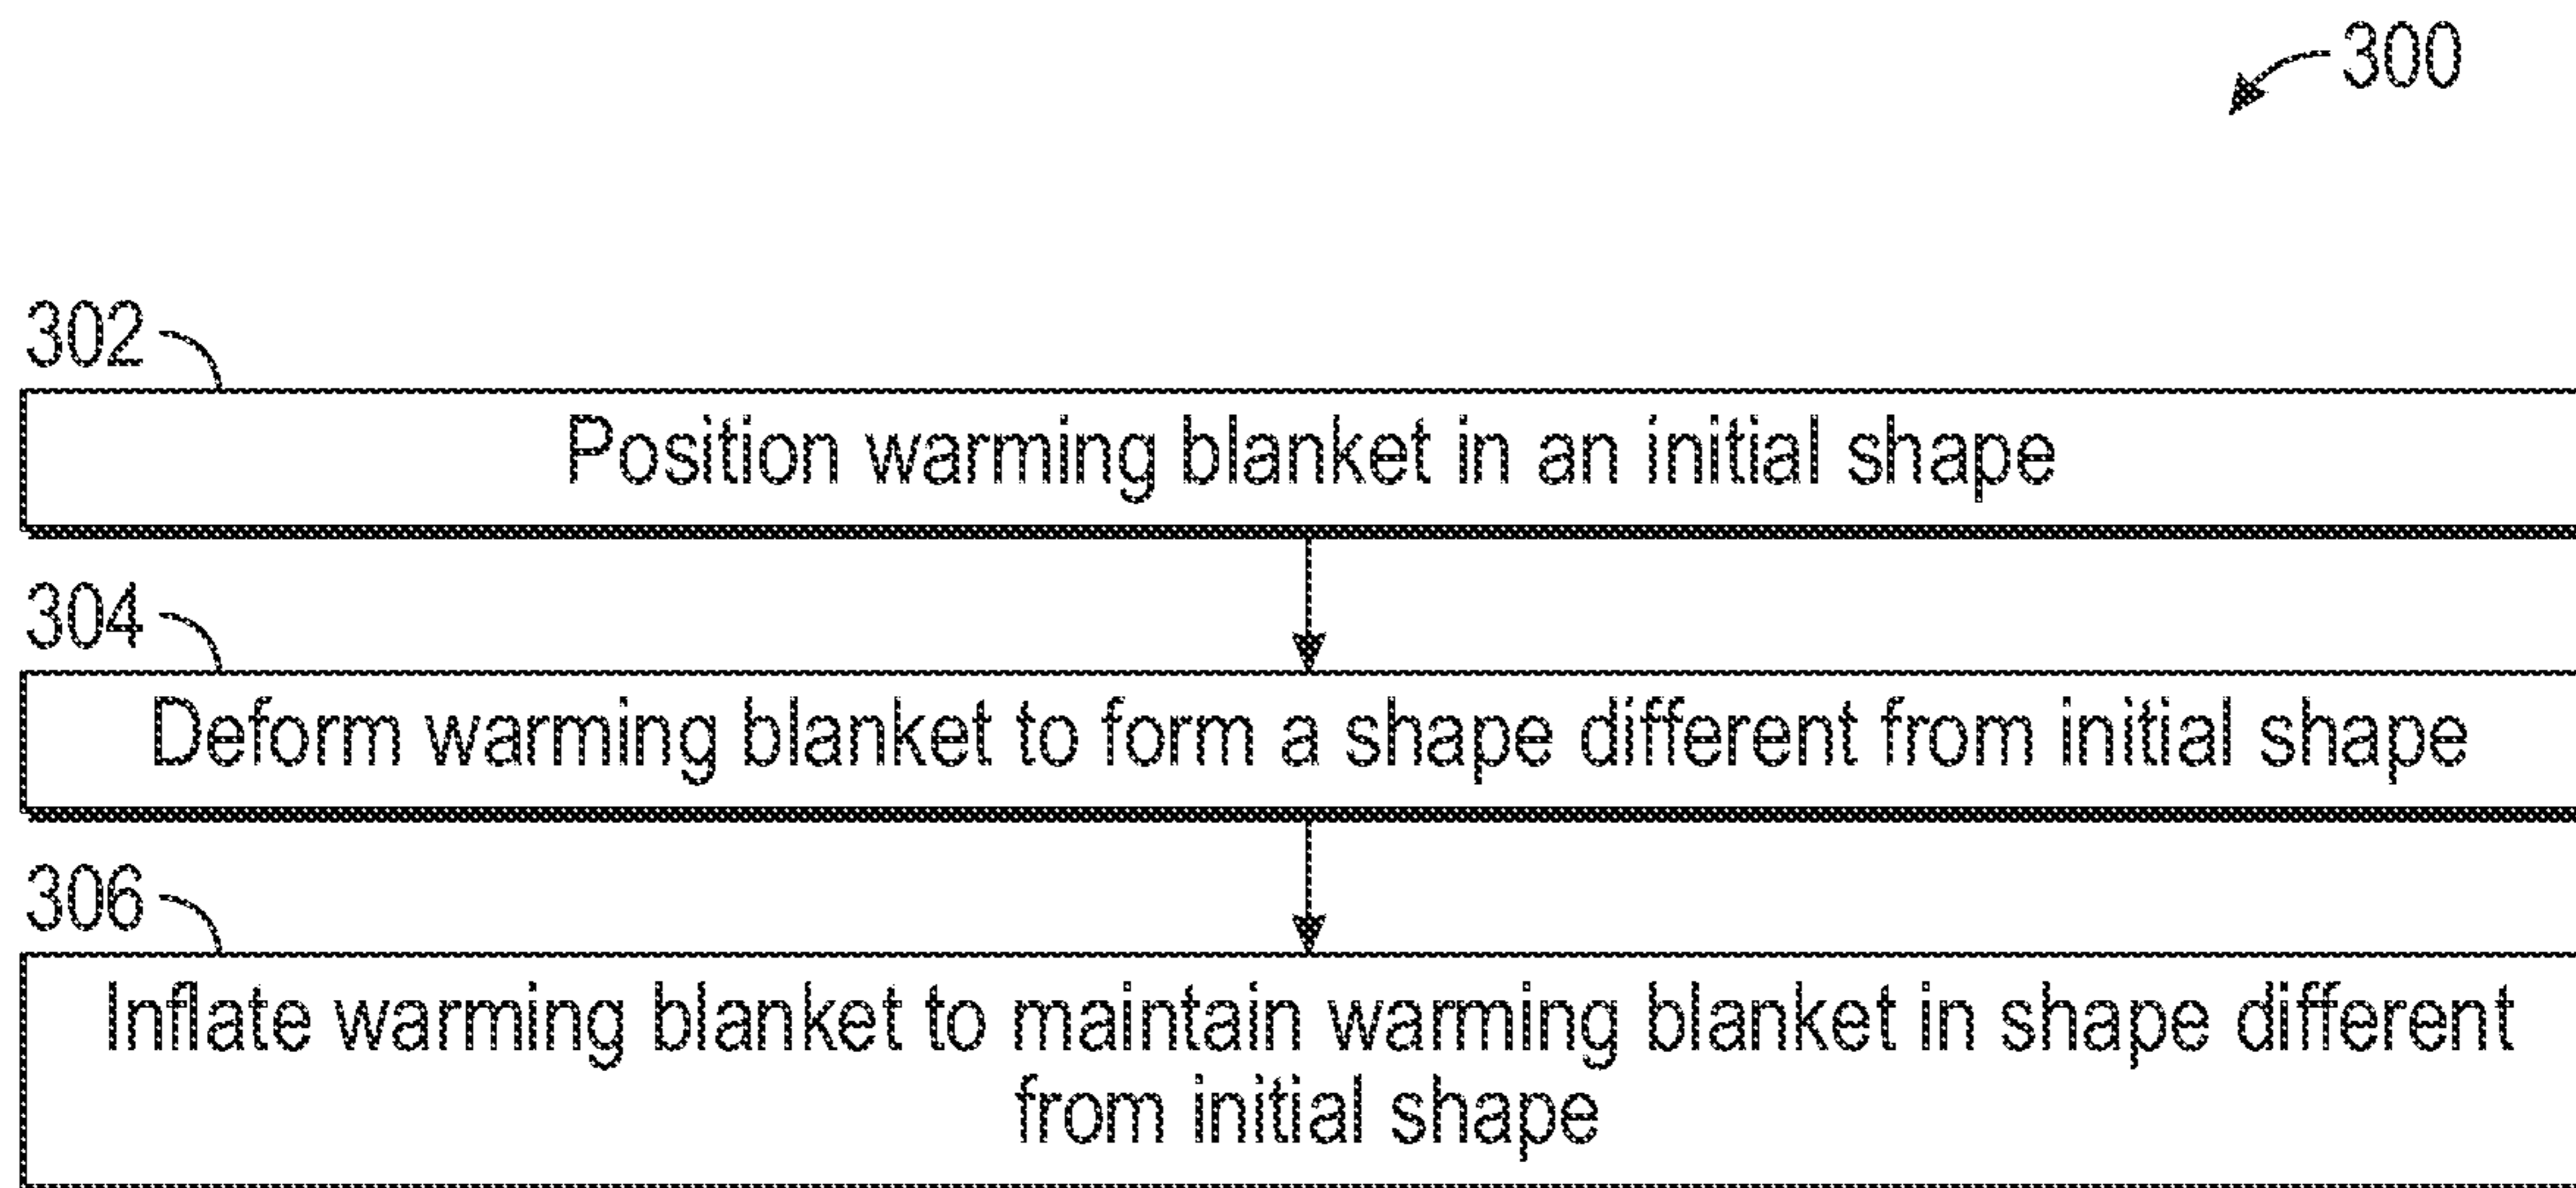 300
302
Position warming blanket in an initial shape
304
Deform warming blanket to form a shape different from initial shape
306
Inflate warming blanket to maintain warming blanket in shape different
from initial shape